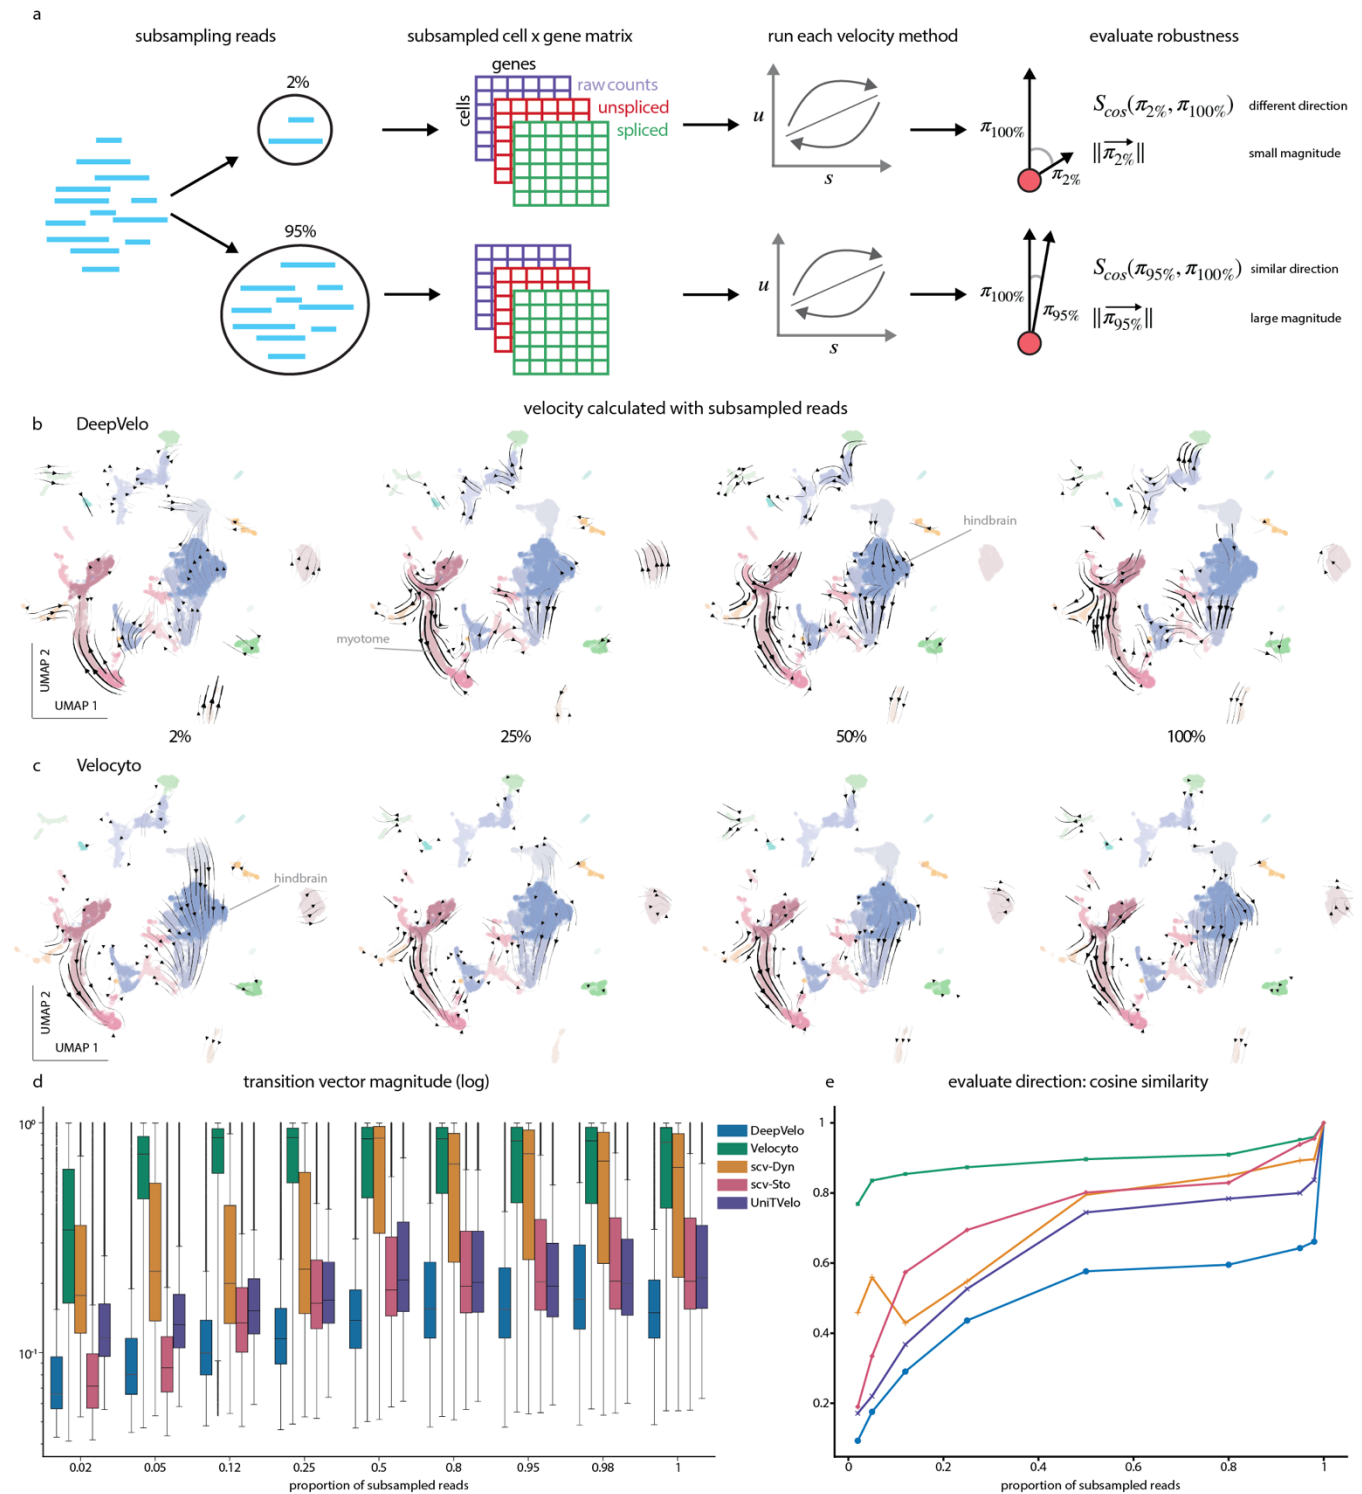 a
subsampling reads
subsampled cell x gene matrix
run each velocity method
evaluate robustness
2%
genes
cells
raw counts
unspliced
spliced
u
s
π100%
π2%
Scos(π2%, π100%)
different direction
||π2%||
small magnitude
95%
u
s
π100%
π95%
Scos(π95%, π100%)
similar direction
||π95%||
large magnitude
velocity calculated with subsampled reads
b
DeepVelo
hindbrain
myotome
UMAP 2
UMAP 1
2%
25%
50%
100%
c
Velocyto
hindbrain
UMAP 2
UMAP 1
d
transition vector magnitude (log)
10⁰
10⁻¹
0.02
0.05
0.12
0.25
0.5
0.8
0.95
0.98
1
proportion of subsampled reads
DeepVelo
Velocyto
scv-Dyn
scv-Sto
UniTVelo
e
evaluate direction: cosine similarity
1
0.8
0.6
0.4
0.2
0
0.2
0.4
0.6
0.8
1
proportion of subsampled reads